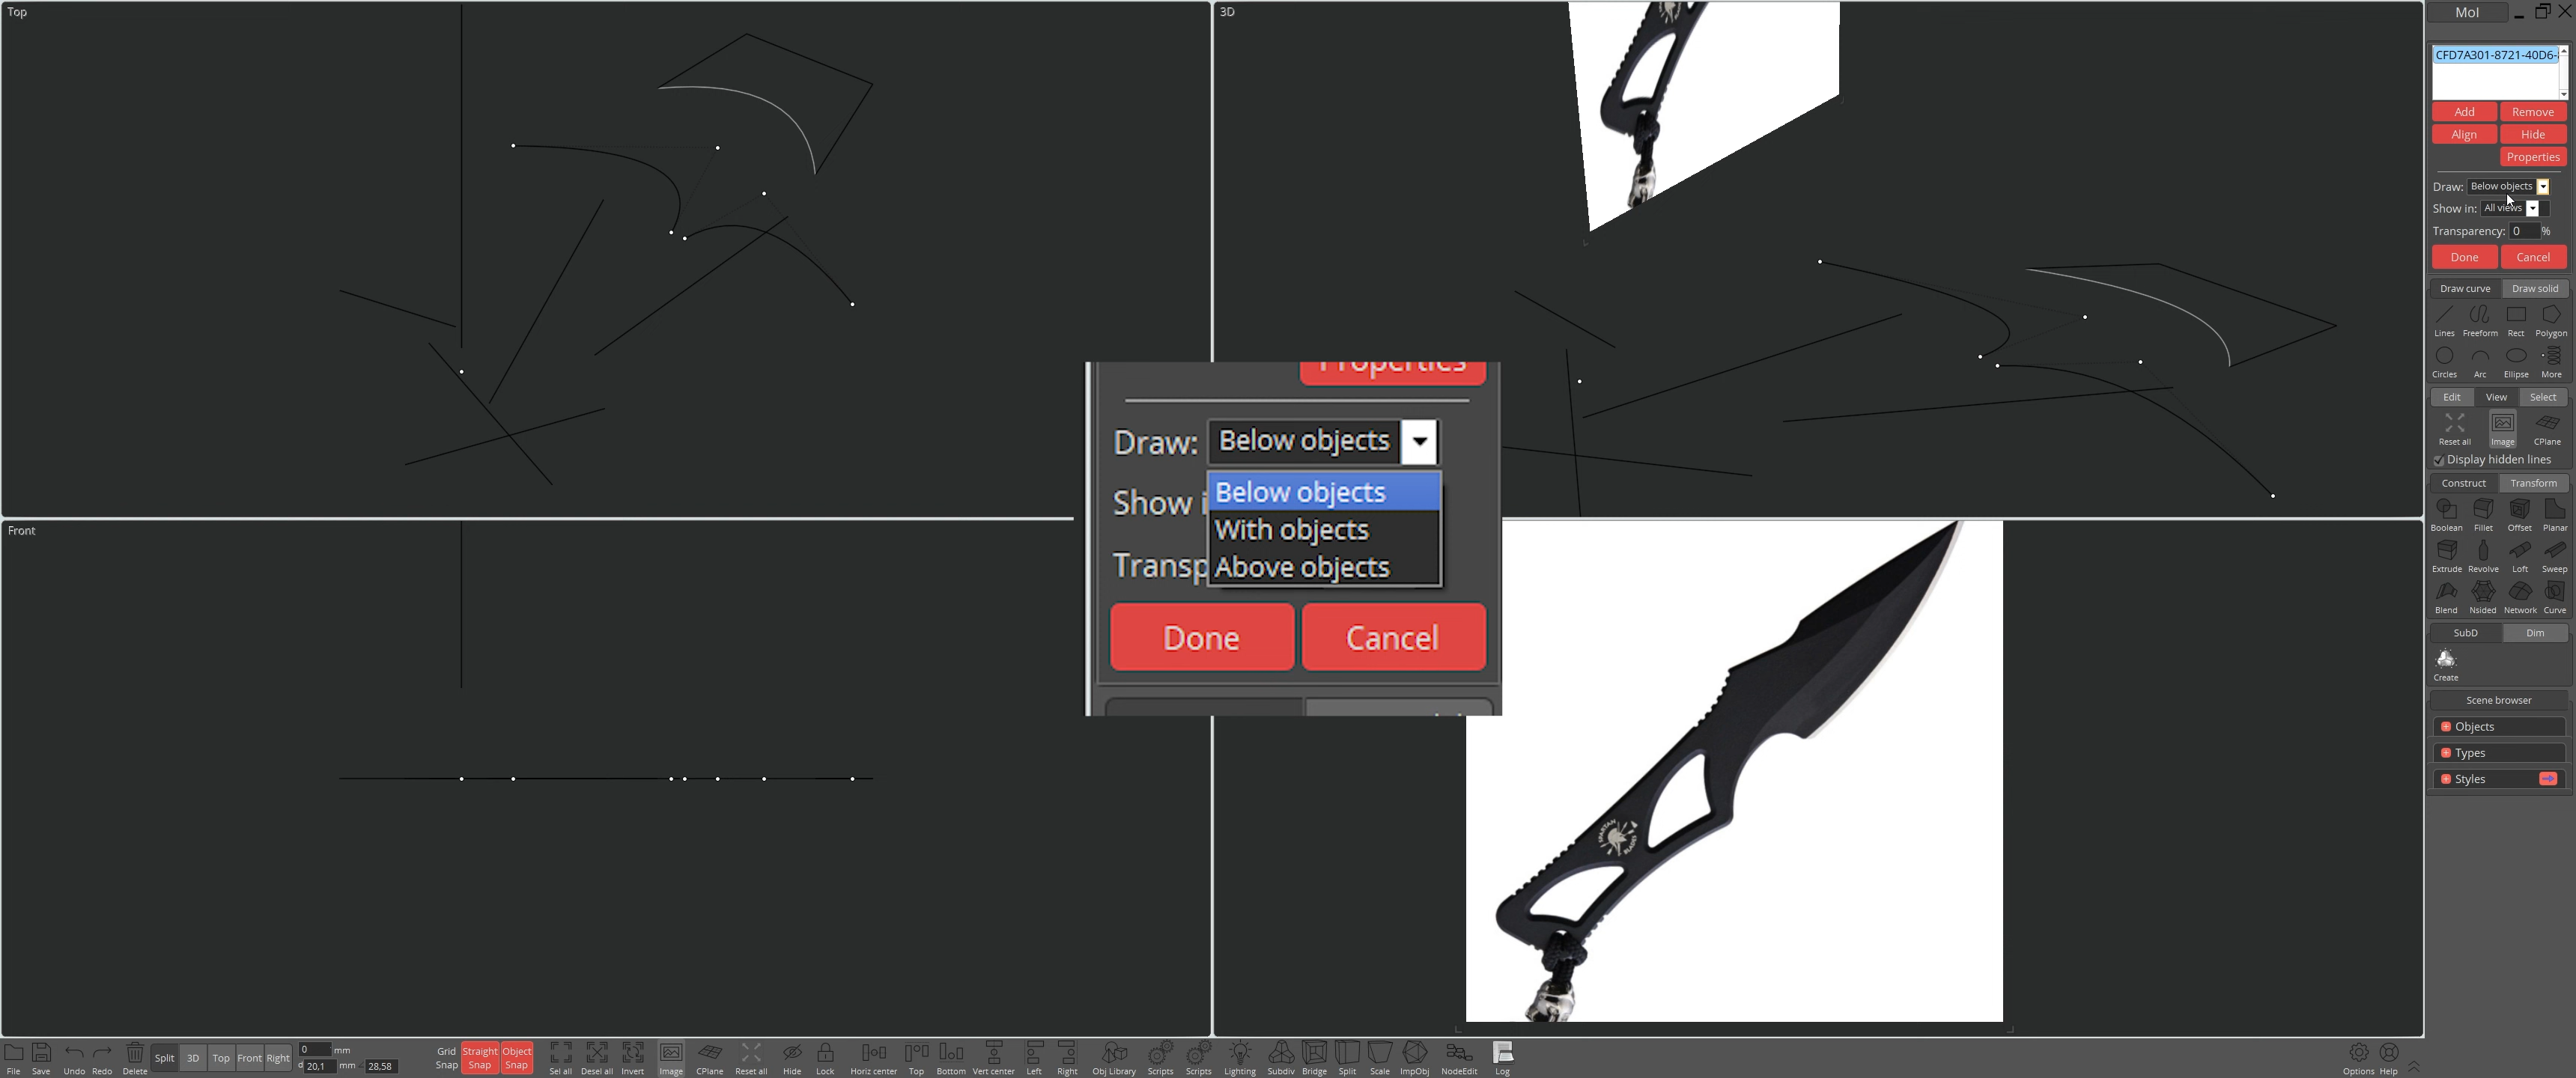 Top
3D
MoI
CFD7A301-8721-40D6-
Add
Remove
Align
Hide
Properties
Draw:
Below objects
Show in:
All views
Transparency:
0
%
Done
Cancel
Draw curve
Draw solid
Lines
Freeform
Rect
Polygon
Circles
Arc
Ellipse
More
Edit
View
Select
Reset all
Image
CPlane
Display hidden lines
Construct
Transform
Boolean
Fillet
Offset
Planar
Extrude
Revolve
Loft
Sweep
Blend
Nsided
Network
Curve
SubD
Dim
Create
Scene browser
Objects
Types
Styles
Properties
Draw:
Below objects
Below objects
Show i
With objects
Transp
Above objects
Done
Cancel
Front
SPARTAN
BLADES
File
Save
Undo
Redo
Delete
Split
3D
Top
Front
Right
0
mm
d
20,1
mm
28,58
Grid
Snap
Straight
Snap
Object
Snap
Sel all
Desel all
Invert
Image
CPlane
Reset all
Hide
Lock
Horiz center
Top
Bottom
Vert center
Left
Right
Obj Library
Scripts
Scripts
Lighting
Subdiv
Bridge
Split
Scale
ImpObj
NodeEdit
Log
Options
Help